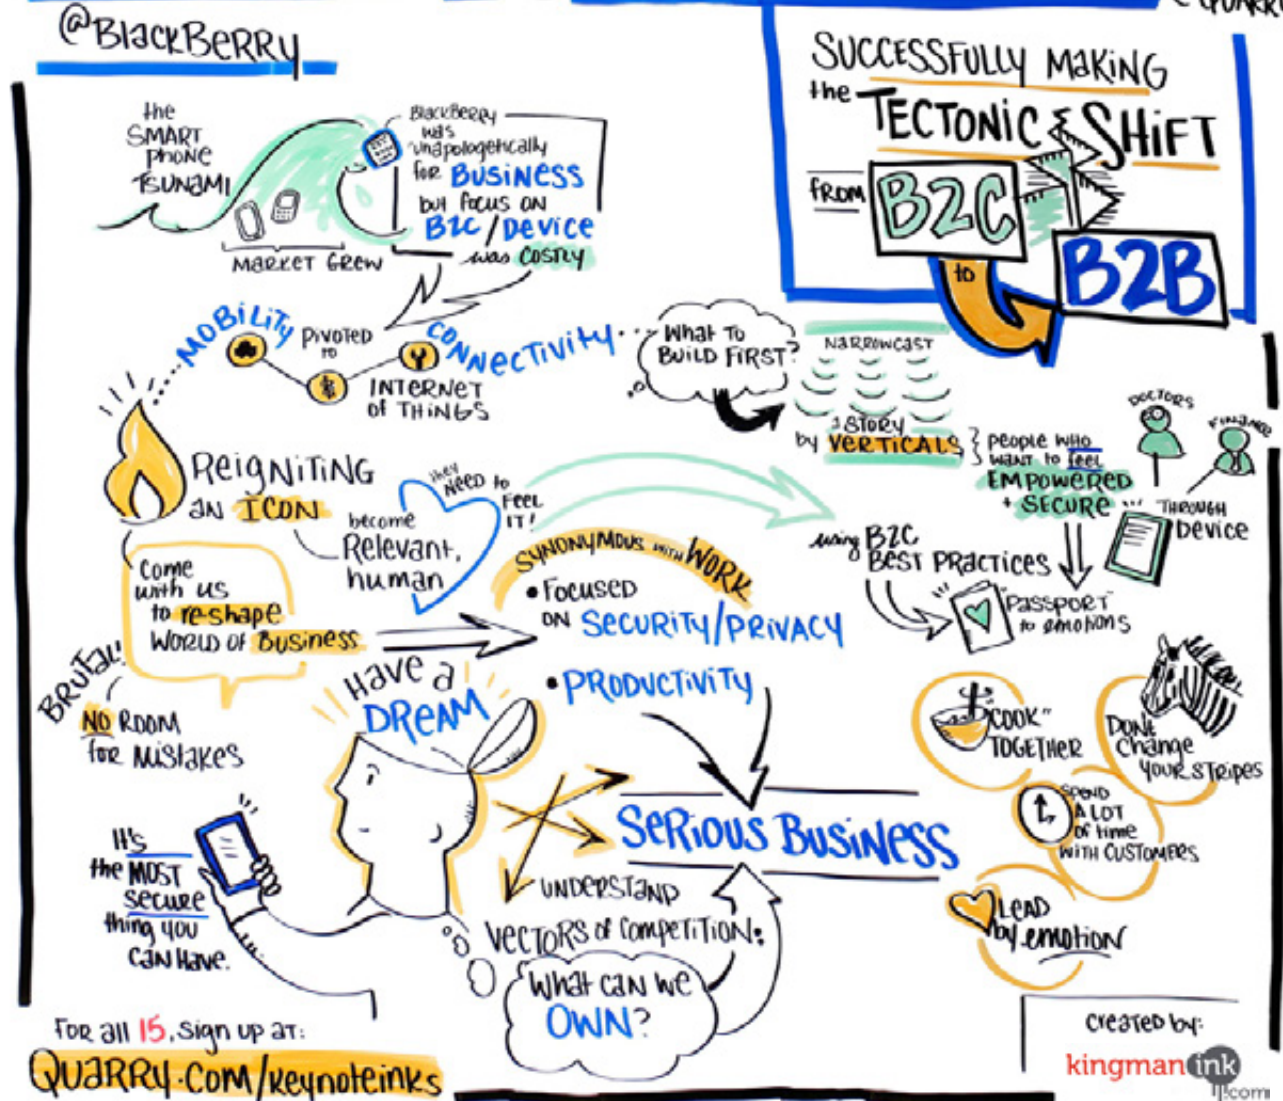 @BlackBerry
QUARRY
SUCCESSFULLY MAKING
the TECTONIC SHIFT
FROM B2C
to
B2B
the
SMART
PHONE
TSUNAMI
MARKET GREW
BLACKBERRY
was
unapologetically
for BUSINESS
but FOCUS ON
B2C/DEVICE
was COSTLY
MOBILITY
PIVOTED
to
CONNECTIVITY
INTERNET
OF THINGS
WHAT TO
BUILD FIRST?
NARROWCAST
STORY
by VERTICALS
PEOPLE WHO
WANT to feel
EMPOWERED
+ SECURE
DOCTORS
FINANCE
THROUGH
DEVICE
REIGNITING
AN ICON
become
Relevant,
human
they
NEED to
FEEL
IT!
using B2C
BEST PRACTICES
"PASSPORT"
to emotions
come
with us
to re-shape
WORLD OF BUSINESS
SYNONYMOUS WITH WORK
• FOCUSED
ON SECURITY/PRIVACY
• PRODUCTIVITY
BRUTAL!
NO ROOM
for MISTAKES
HAVE A
DREAM
"COOK"
TOGETHER
DON'T
change
YOUR STRIPES
SPEND
A LOT
of time
WITH CUSTOMERS
LEAD
by emotion
SERIOUS BUSINESS
It's
the MOST
SECURE
thing you
CAN HAVE.
UNDERSTAND
VECTORS of COMPETITION:
WHAT CAN WE
OWN?
FOR all 15, Sign up at:
QUARRY.COM/keynoteinks
created by:
kingman ink
.com